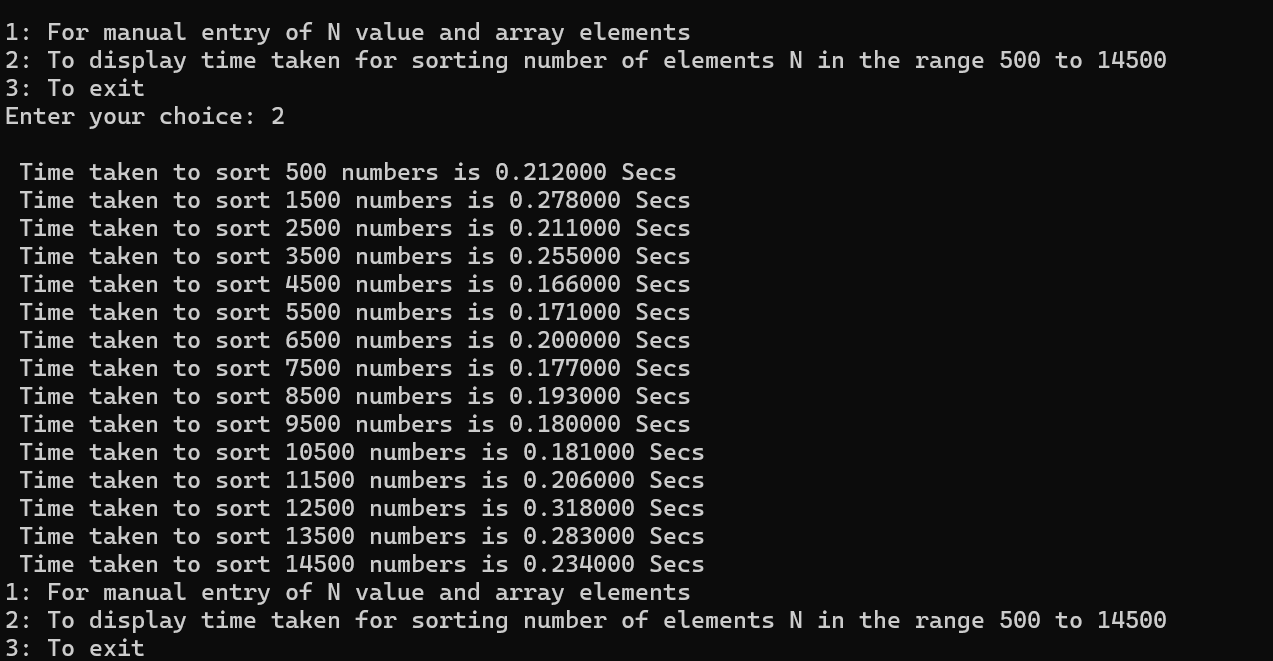 1: For manual entry of N value and array elements
2: To display time taken for sorting number of elements N in the range 500 to 14500
3: To exit
Enter your choice: 2
Time taken to sort 500 numbers is 0.212000 Secs
Time taken to sort 1500 numbers is 0.278000 Secs
Time taken to sort 2500 numbers is 0.211000 Secs
Time taken to sort 3500 numbers is 0.255000 Secs
Time taken to sort 4500 numbers is 0.166000 Secs
Time taken to sort 5500 numbers is 0.171000 Secs
Time taken to sort 6500 numbers is 0.200000 Secs
Time taken to sort 7500 numbers is 0.177000 Secs
Time taken to sort 8500 numbers is 0.193000 Secs
Time taken to sort 9500 numbers is 0.180000 Secs
Time taken to sort 10500 numbers is 0.181000 Secs
Time taken to sort 11500 numbers is 0.206000 Secs
Time taken to sort 12500 numbers is 0.318000 Secs
Time taken to sort 13500 numbers is 0.283000 Secs
Time taken to sort 14500 numbers is 0.234000 Secs
1: For manual entry of N value and array elements
2: To display time taken for sorting number of elements N in the range 500 to 14500
3: To exit